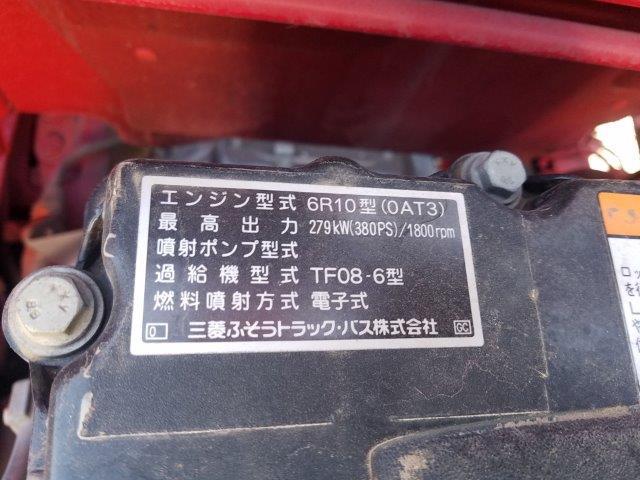 エンジン型式 6R10型(0AT3)
最高出力 279kW(380PS)/1800rpm
噴射ポンプ型式
過給機型式 TF08-6型
燃料噴射方式 電子式
0 三菱ふそうトラック・バス株式会社 GC
ロッ
を